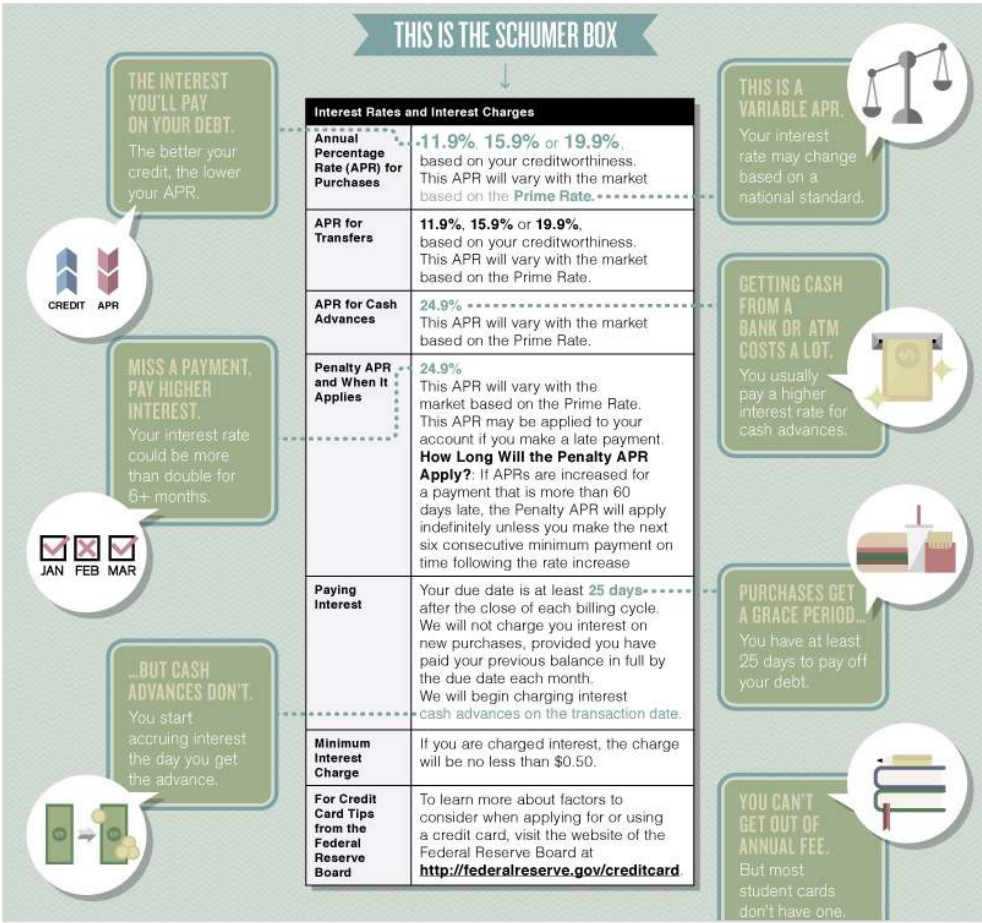 THIS IS THE SCHUMER BOX
THE INTEREST
YOU'LL PAY
ON YOUR DEBT.
The better your
credit, the lower
your APR.
CREDIT APR
MISS A PAYMENT,
PAY HIGHER
INTEREST.
Your interest rate
could be more
than double for
6+ months.
JAN FEB MAR
...BUT CASH
ADVANCES DON'T.
You start
accruing interest
the day you get
the advance.
Interest Rates and Interest Charges
Annual
Percentage
Rate (APR) for
Purchases
11.9%, 15.9% or 19.9%,
based on your creditworthiness.
This APR will vary with the market
based on the Prime Rate.
APR for
Transfers
11.9%, 15.9% or 19.9%,
based on your creditworthiness.
This APR will vary with the market
based on the Prime Rate.
APR for Cash
Advances
24.9%
This APR will vary with the market
based on the Prime Rate.
Penalty APR
and When It
Applies
24.9%
This APR will vary with the
market based on the Prime Rate.
This APR may be applied to your
account if you make a late payment.
How Long Will the Penalty APR
Apply?: If APRs are increased for
a payment that is more than 60
days late, the Penalty APR will apply
indefinitely unless you make the next
six consecutive minimum payment on
time following the rate increase
Paying
Interest
Your due date is at least 25 days
after the close of each billing cycle.
We will not charge you interest on
new purchases, provided you have
paid your previous balance in full by
the due date each month.
We will begin charging interest
cash advances on the transaction date.
Minimum
Interest
Charge
If you are charged interest, the charge
will be no less than $0.50.
For Credit
Card Tips
from the
Federal
Reserve
Board
To learn more about factors to
consider when applying for or using
a credit card, visit the website of the
Federal Reserve Board at
http://federalreserve.gov/creditcard.
THIS IS A
VARIABLE APR.
Your interest
rate may change
based on a
national standard.
GETTING CASH
FROM A
BANK OR ATM
COSTS A LOT.
You usually
pay a higher
interest rate for
cash advances.
PURCHASES GET
A GRACE PERIOD...
You have at least
25 days to pay off
your debt.
YOU CAN'T
GET OUT OF
ANNUAL FEE.
But most
student cards
don't have one.